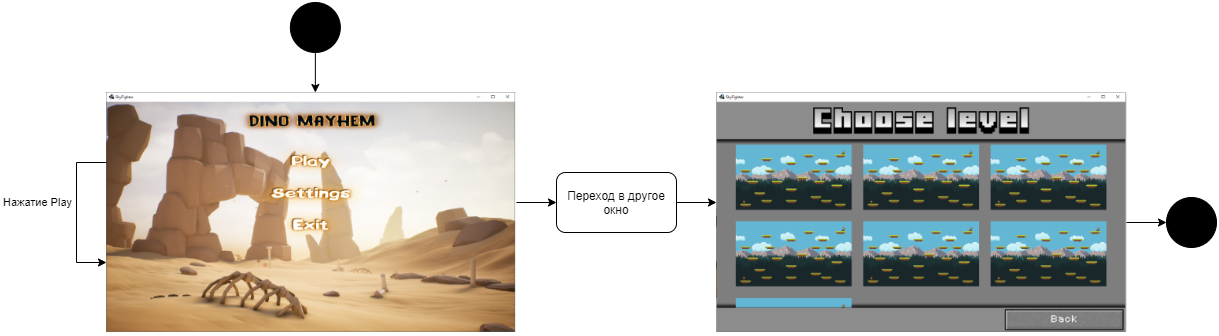 SkyFighter
DINO MAYHEM
Play
Settings
Exit
Нажатие Play
Переход в другое
окно
SkyFighter
Choose level
Back